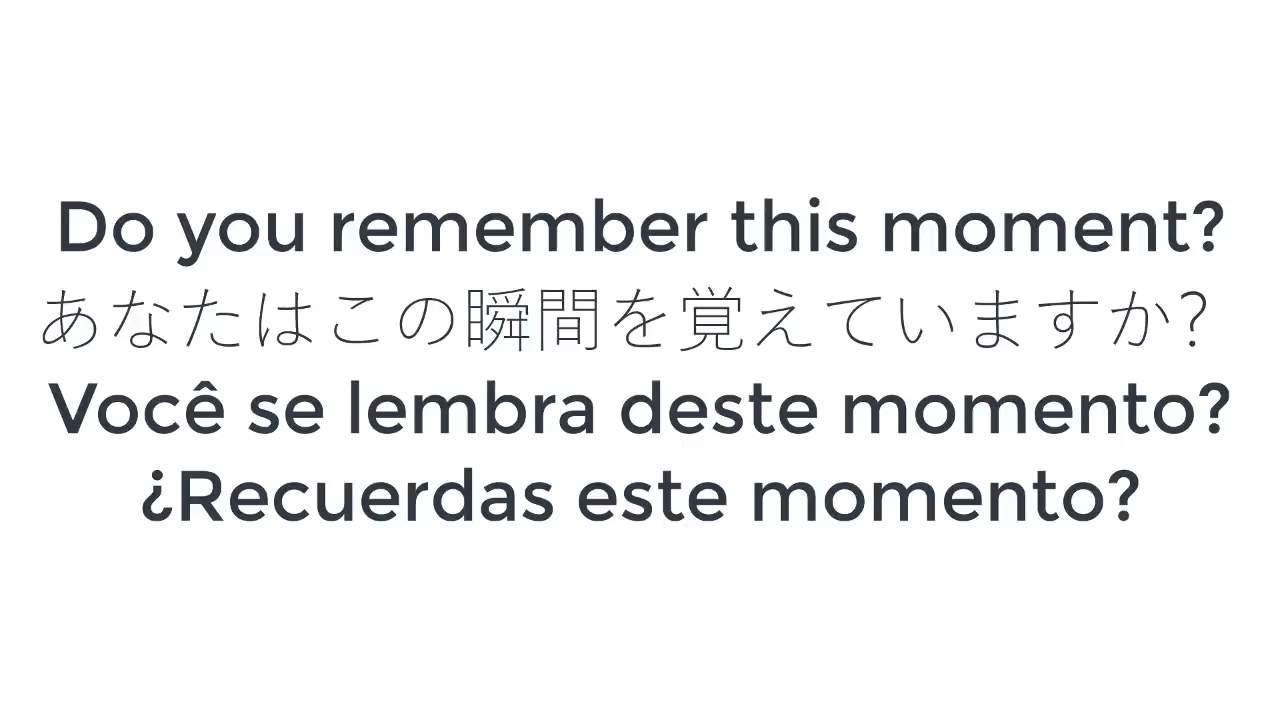 Do you remember this moment?
あなたはこの瞬間を覚えていますか?
Você se lembra deste momento?
¿Recuerdas este momento?